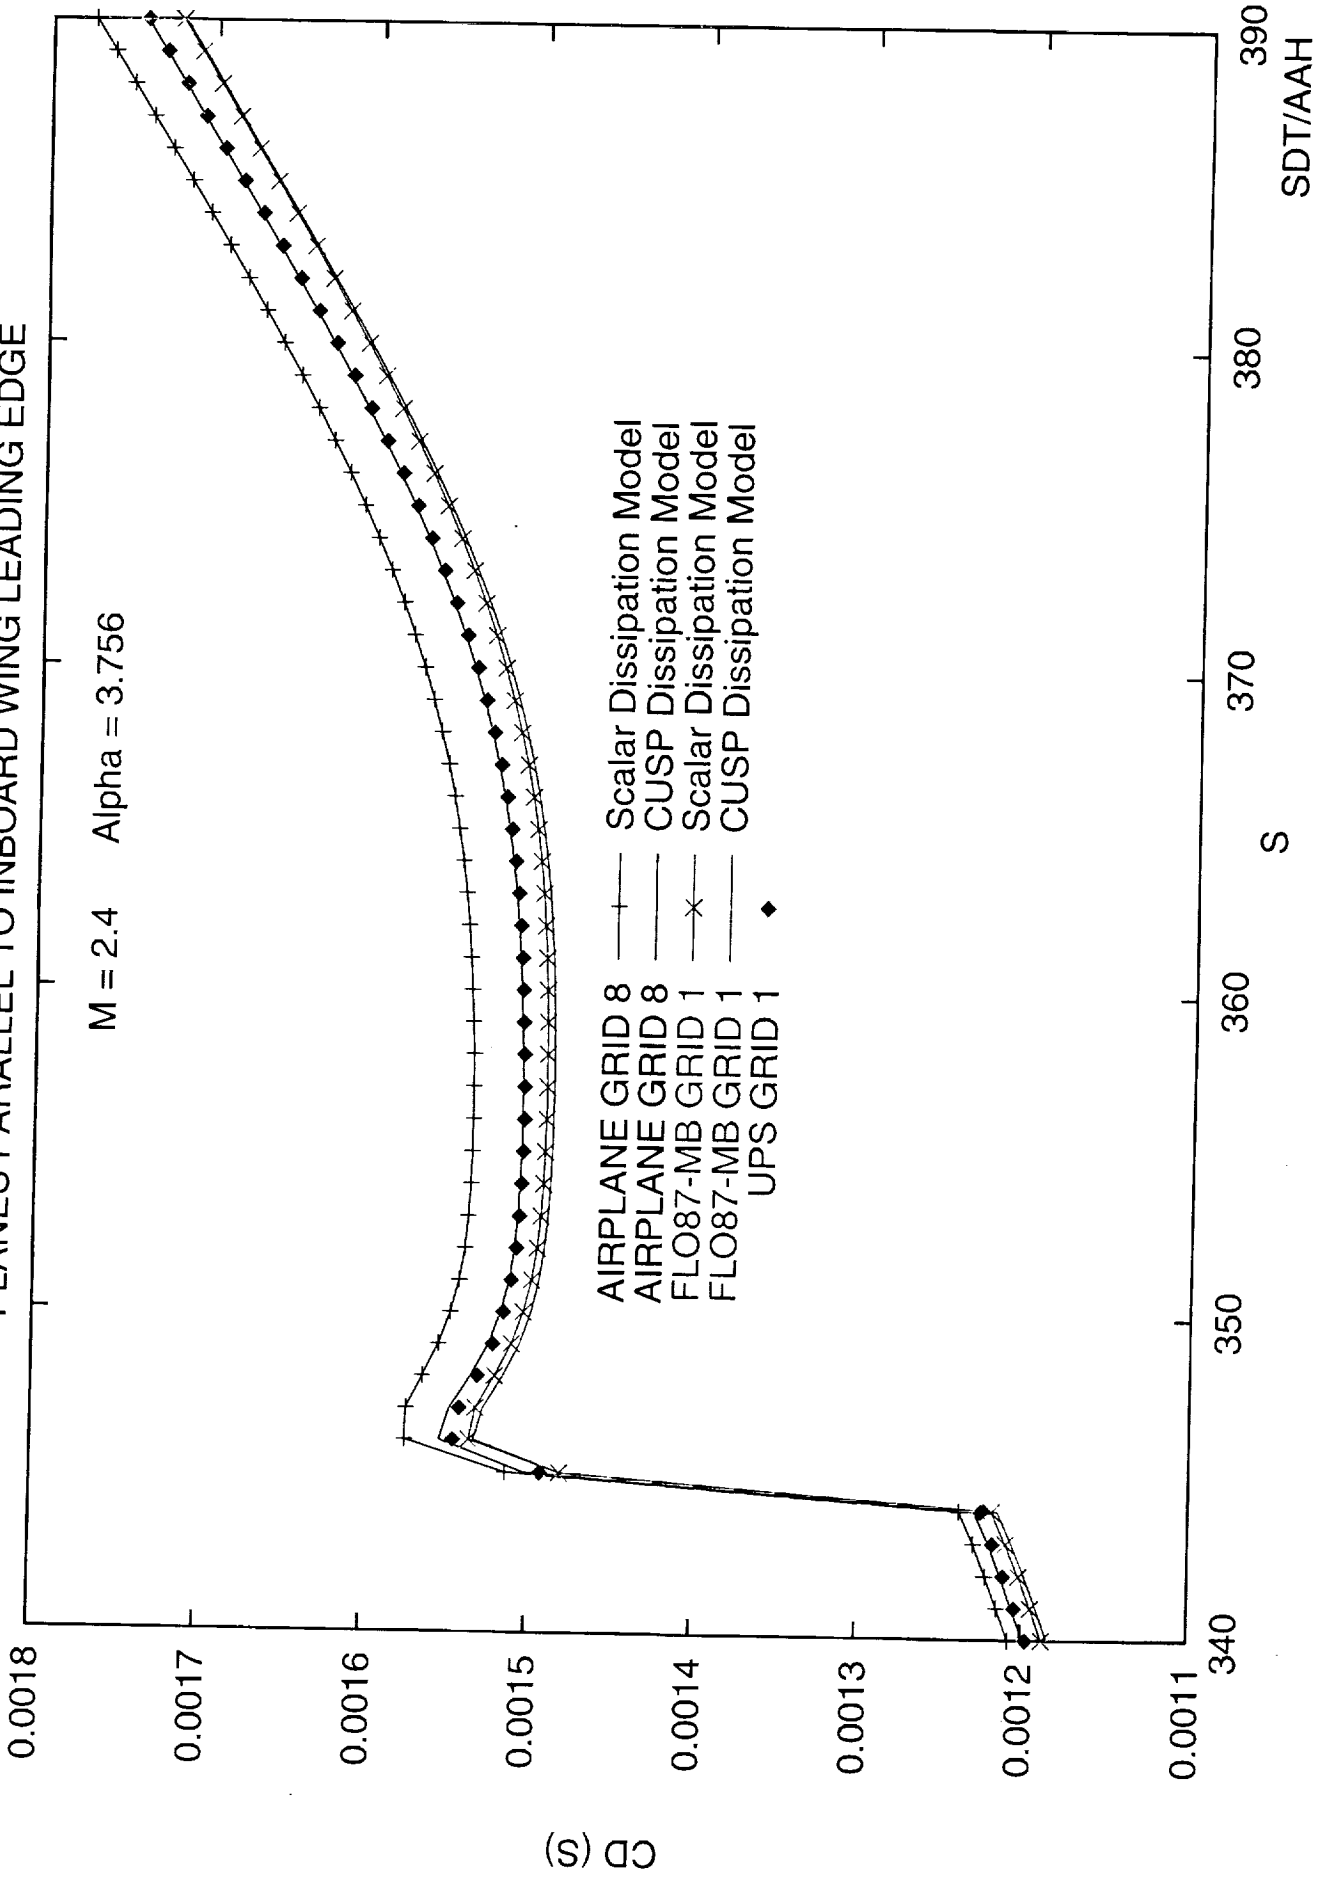 PLANES PARALLEL TO INBOARD WING LEADING EDGE
M = 2.4 Alpha = 3.756
0.0018
0.0017
0.0016
0.0015
0.0014
0.0013
0.0012
0.0011
CD (S)
AIRPLANE GRID 8 Scalar Dissipation Model
AIRPLANE GRID 8 CUSP Dissipation Model
FLO87-MB GRID 1 Scalar Dissipation Model
FLO87-MB GRID 1 CUSP Dissipation Model
UPS GRID 1
340 350 360 370 380 390
S
SDT/AAH